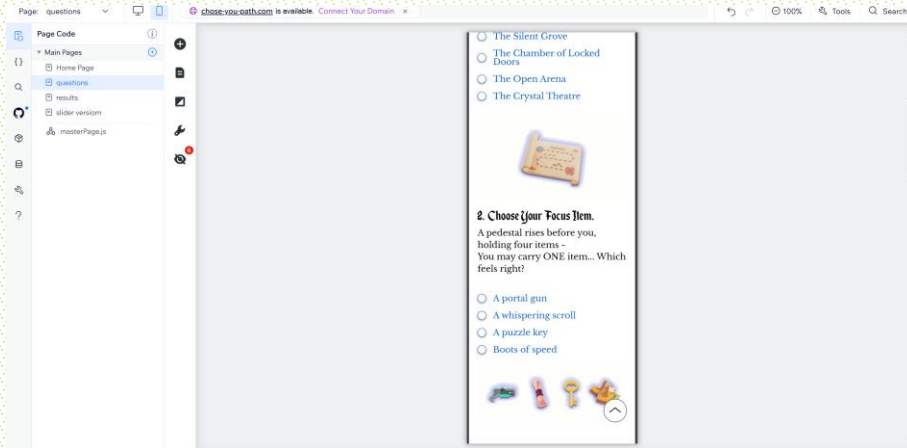 Page: questions
chose-you-path.com is available. Connect Your Domain ×
100% Tools Search
Page Code
Main Pages
Home Page
questions
results
slider versiom
masterPage.js
{ }
?
The Silent Grove
The Chamber of Locked
Doors
The Open Arena
The Crystal Theatre
2. Choose Your Focus Item.
A pedestal rises before you,
holding four items -
You may carry ONE item... Which
feels right?
A portal gun
A whispering scroll
A puzzle key
Boots of speed